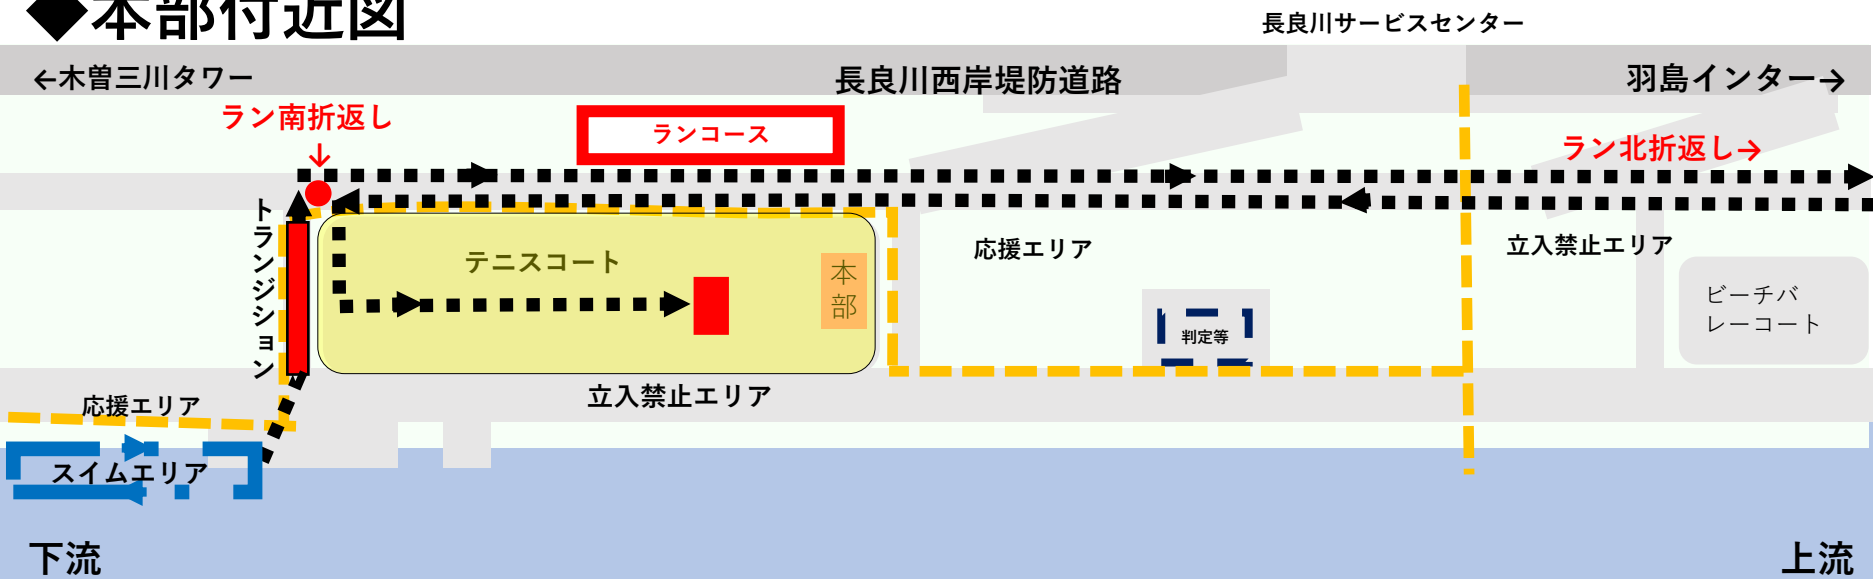 ◆本部付近図
長良川サービスセンター
←木曽三川タワー
長良川西岸堤防道路
羽島インター→
ラン南折返し
↓
ランコース
ラン北折返し→
トランジション
テニスコート
本部
応援エリア
立入禁止エリア
ビーチバ
レーコート
判定等
立入禁止エリア
応援エリア
スイムエリア
下流
上流